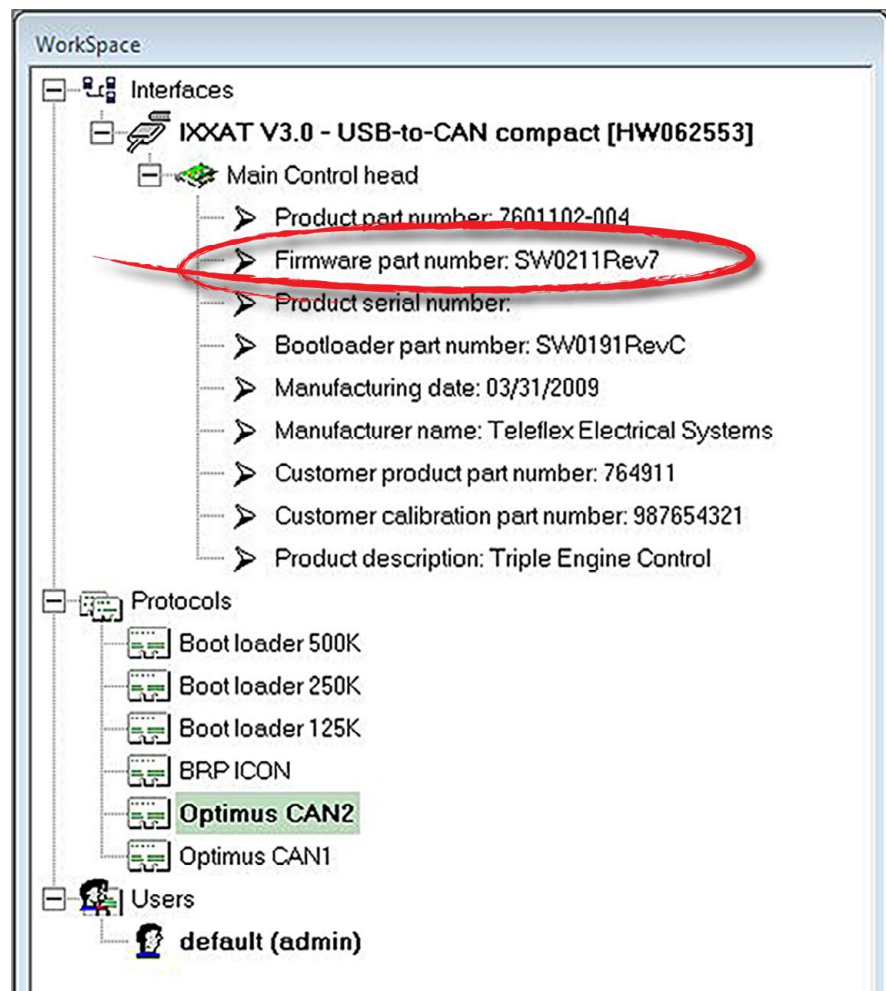 WorkSpace
Interfaces
IXXAT V3.0 - USB-to-CAN compact [HW062553]
Main Control head
Product part number: 7601102-004
Firmware part number: SW0211Rev7
Product serial number:
Bootloader part number: SW0191RevC
Manufacturing date: 03/31/2009
Manufacturer name: Teleflex Electrical Systems
Customer product part number: 764911
Customer calibration part number: 987654321
Product description: Triple Engine Control
Protocols
Boot loader 500K
Boot loader 250K
Boot loader 125K
BRP ICON
Optimus CAN2
Optimus CAN1
Users
default (admin)